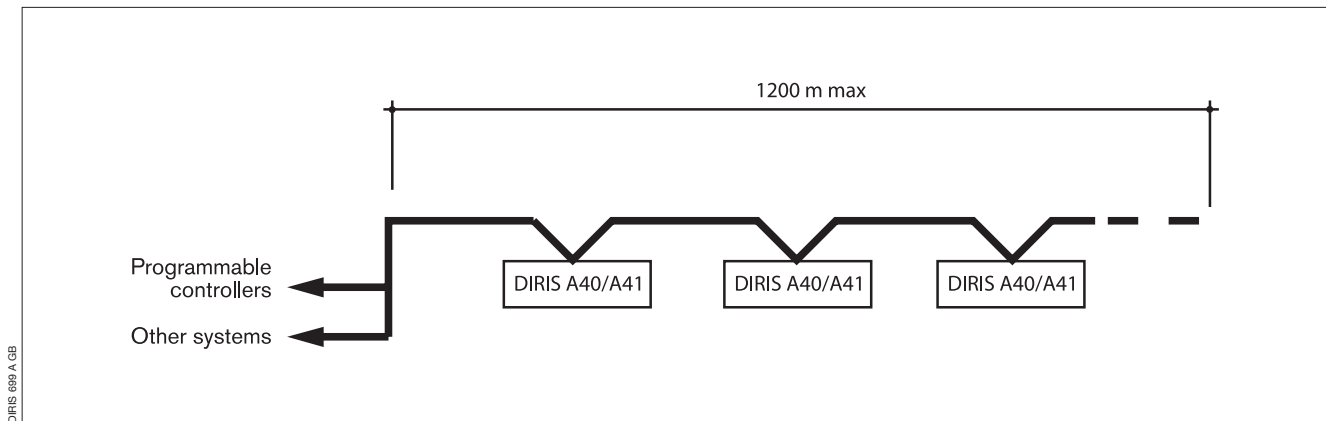 1200 m max
Programmable
controllers
Other systems
DIRIS A40/A41
DIRIS A40/A41
DIRIS A40/A41
DIRIS 699 A GB